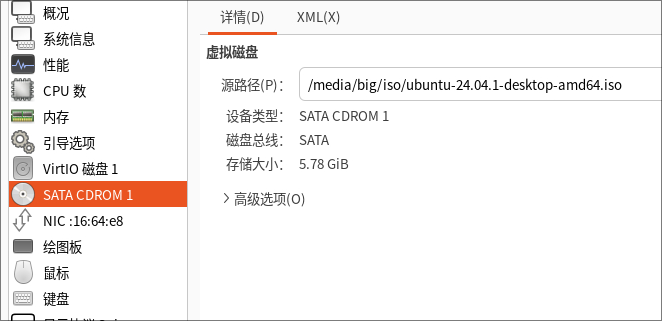 概况
系统信息
性能
CPU 数
内存
引导选项
VirtIO 磁盘 1
SATA CDROM 1
NIC :16:64:e8
绘图板
鼠标
键盘
详情(D) XML(X)
虚拟磁盘
源路径(P)： /media/big/iso/ubuntu-24.04.1-desktop-amd64.iso
设备类型： SATA CDROM 1
磁盘总线： SATA
存储大小： 5.78 GiB
高级选项(O)